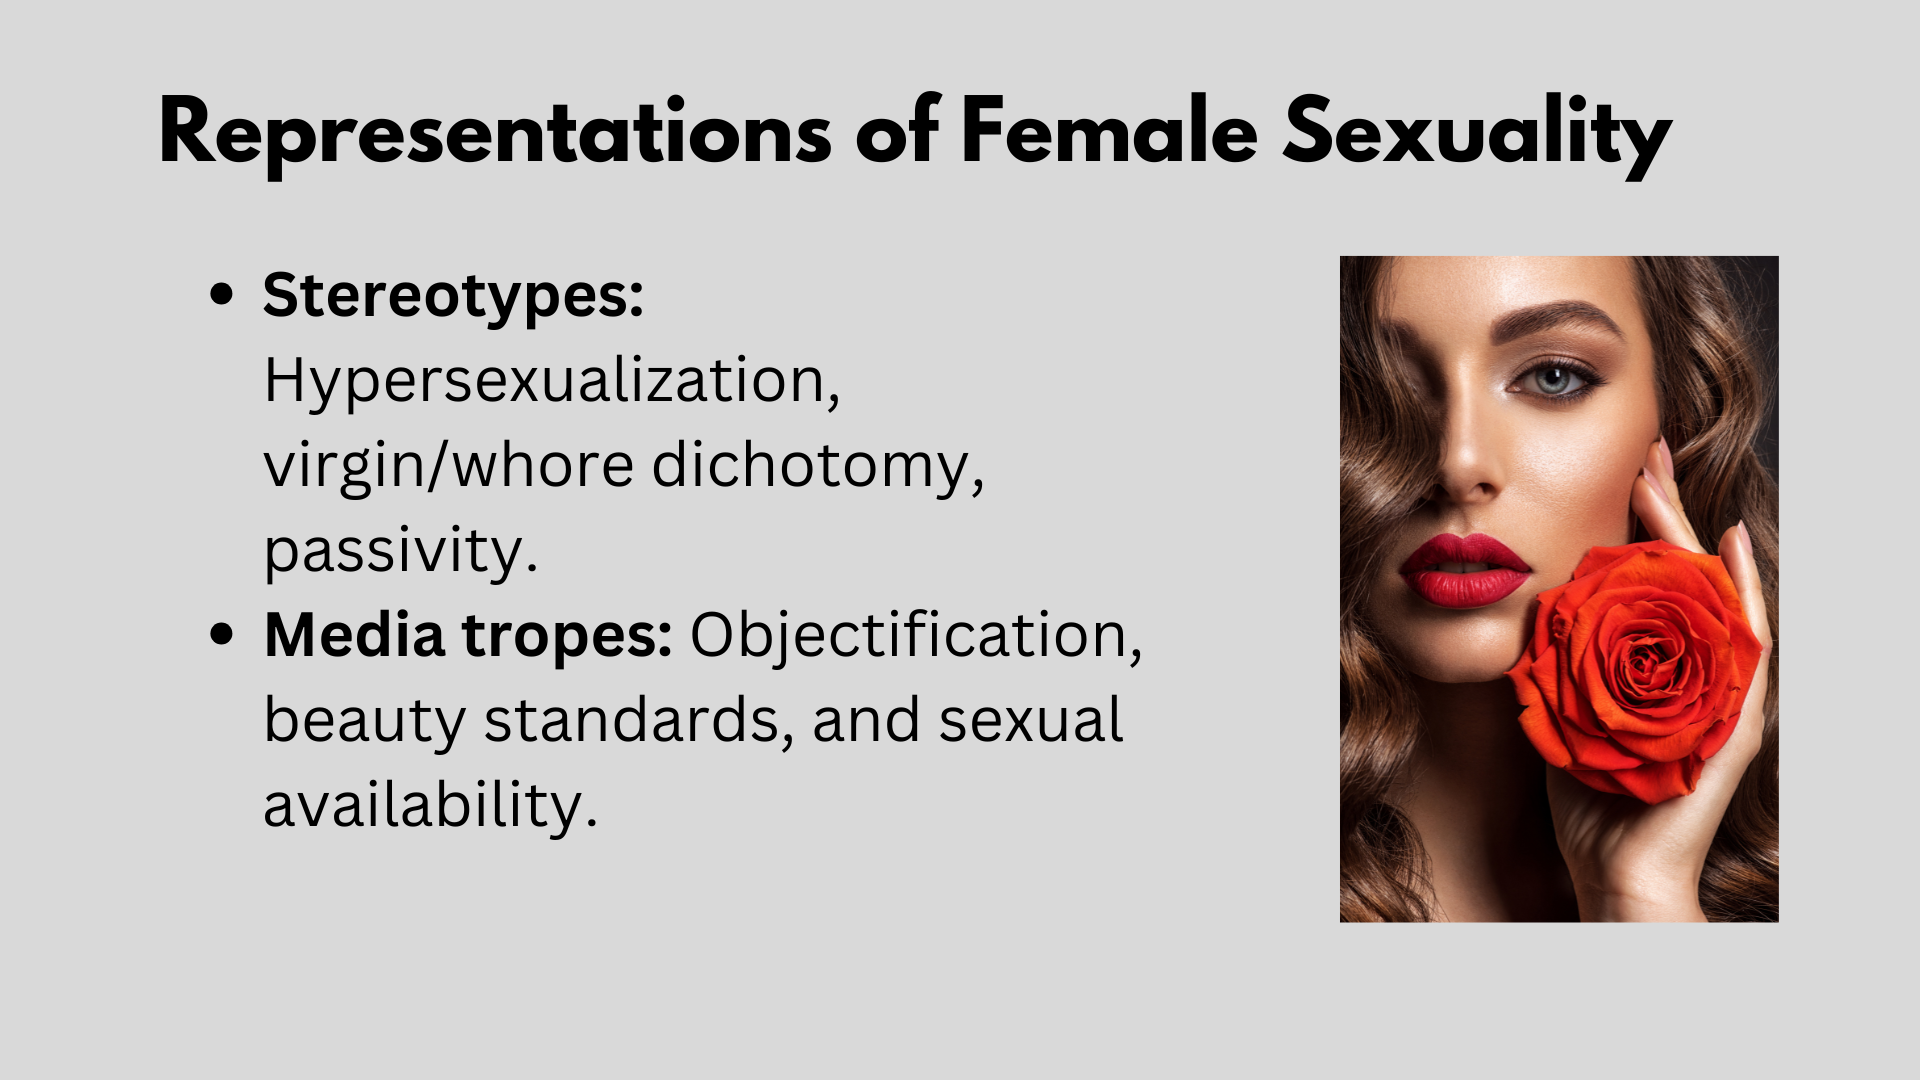 Representations of Female Sexuality
• Stereotypes:
Hypersexualization,
virgin/whore dichotomy,
passivity.
• Media tropes: Objectification,
beauty standards, and sexual
availability.